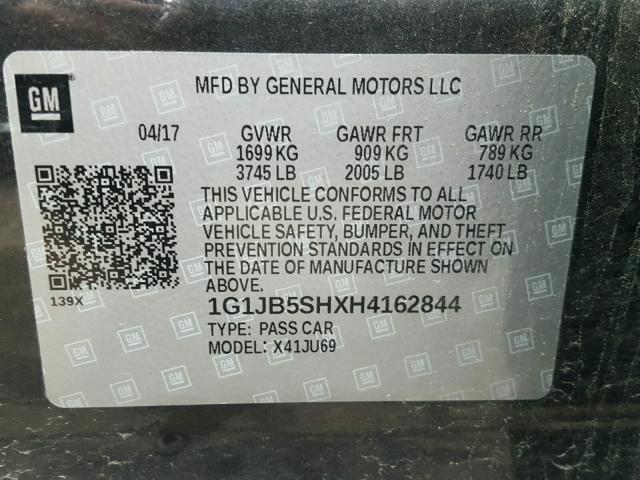 GM
MFD BY GENERAL MOTORS LLC
04/17 GVWR GAWR FRT GAWR RR
1699 KG 909 KG 789 KG
3745 LB 2005 LB 1740 LB
THIS VEHICLE CONFORMS TO ALL
APPLICABLE U.S. FEDERAL MOTOR
VEHICLE SAFETY, BUMPER, AND THEFT
PREVENTION STANDARDS IN EFFECT ON
THE DATE OF MANUFACTURE SHOWN
ABOVE.
139X
1G1JB5SHXH4162844
TYPE: PASS CAR
MODEL: X41JU69